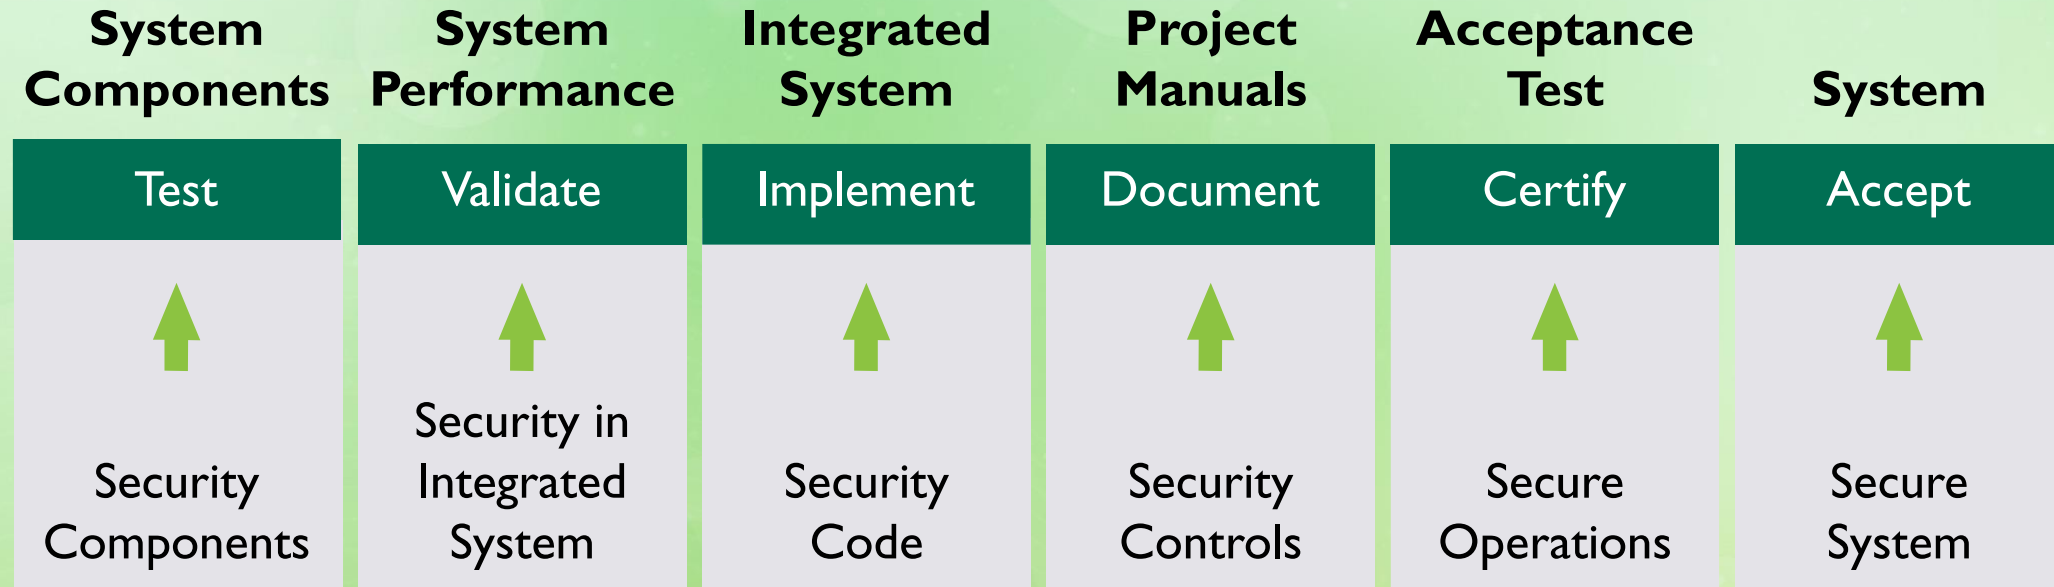 System
Components
System
Performance
Integrated
System
Project
Manuals
Acceptance
Test
System
Test
Validate
Implement
Document
Certify
Accept
Security
Components
Security in
Integrated
System
Security
Code
Security
Controls
Secure
Operations
Secure
System